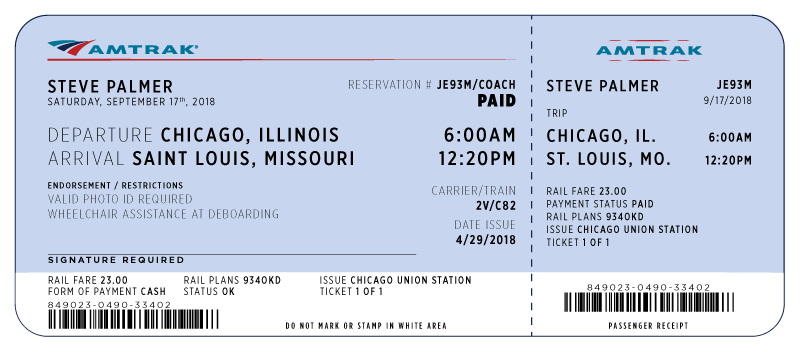 AMTRAK®
STEVE PALMER
SATURDAY, SEPTEMBER 17th, 2018
RESERVATION # JE93M/COACH
PAID
DEPARTURE CHICAGO, ILLINOIS 6:00AM
ARRIVAL SAINT LOUIS, MISSOURI 12:20PM
ENDORSEMENT / RESTRICTIONS
VALID PHOTO ID REQUIRED
WHEELCHAIR ASSISTANCE AT DEBOARDING
CARRIER/TRAIN
2V/C82
DATE ISSUE
4/29/2018
SIGNATURE REQUIRED
RAIL FARE 23.00 RAIL PLANS 934OKD ISSUE CHICAGO UNION STATION
FORM OF PAYMENT CASH STATUS OK TICKET 1 OF 1
849023-0490-33402
DO NOT MARK OR STAMP IN WHITE AREA
AMTRAK
STEVE PALMER JE93M
9/17/2018
TRIP
CHICAGO, IL. 6:00AM
ST. LOUIS, MO. 12:20PM
RAIL FARE 23.00
PAYMENT STATUS PAID
RAIL PLANS 934OKD
ISSUE CHICAGO UNION STATION
TICKET 1 OF 1
849023-0490-33402
PASSENGER RECEIPT